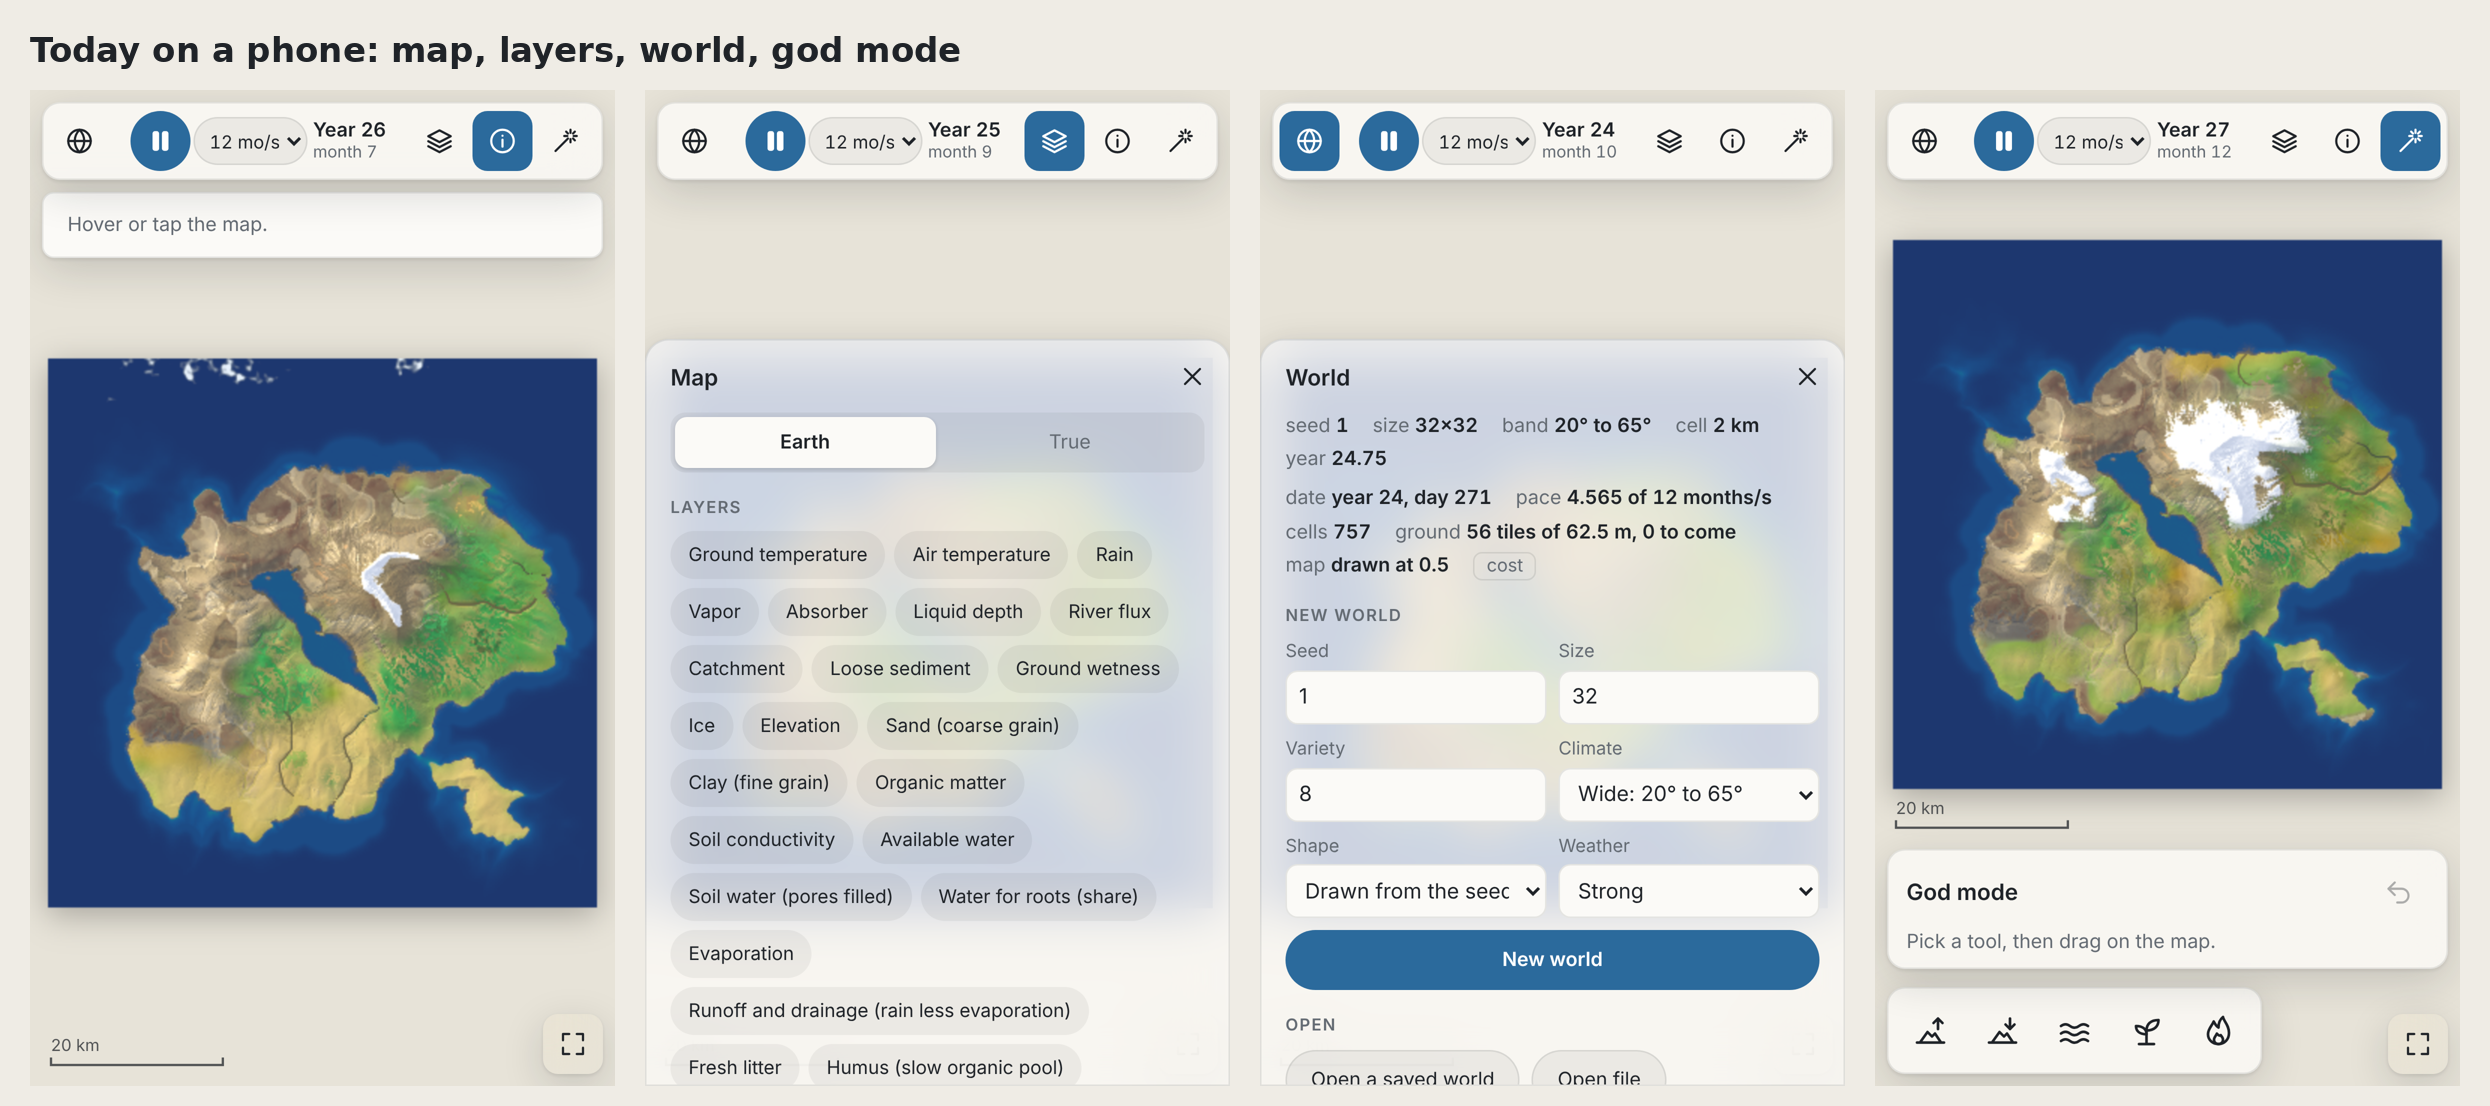 Today on a phone: map, layers, world, god mode
12 mo/s
Year 26
month 7
Hover or tap the map.
20 km
12 mo/s
Year 25
month 9
Map
Earth
True
LAYERS
Ground temperature
Air temperature
Rain
Vapor
Absorber
Liquid depth
River flux
Catchment
Loose sediment
Ground wetness
Ice
Elevation
Sand (coarse grain)
Clay (fine grain)
Organic matter
Soil conductivity
Available water
Soil water (pores filled)
Water for roots (share)
Evaporation
Runoff and drainage (rain less evaporation)
Fresh litter
Humus (slow organic pool)
12 mo/s
Year 24
month 10
World
seed 1 size 32×32 band 20° to 65° cell 2 km
year 24.75
date year 24, day 271 pace 4.565 of 12 months/s
cells 757 ground 56 tiles of 62.5 m, 0 to come
map drawn at 0.5 cost
NEW WORLD
Seed
Size
1
32
Variety
Climate
8
Wide: 20° to 65°
Shape
Weather
Drawn from the seed
Strong
New world
OPEN
Open a saved world
Open file
12 mo/s
Year 27
month 12
20 km
God mode
Pick a tool, then drag on the map.